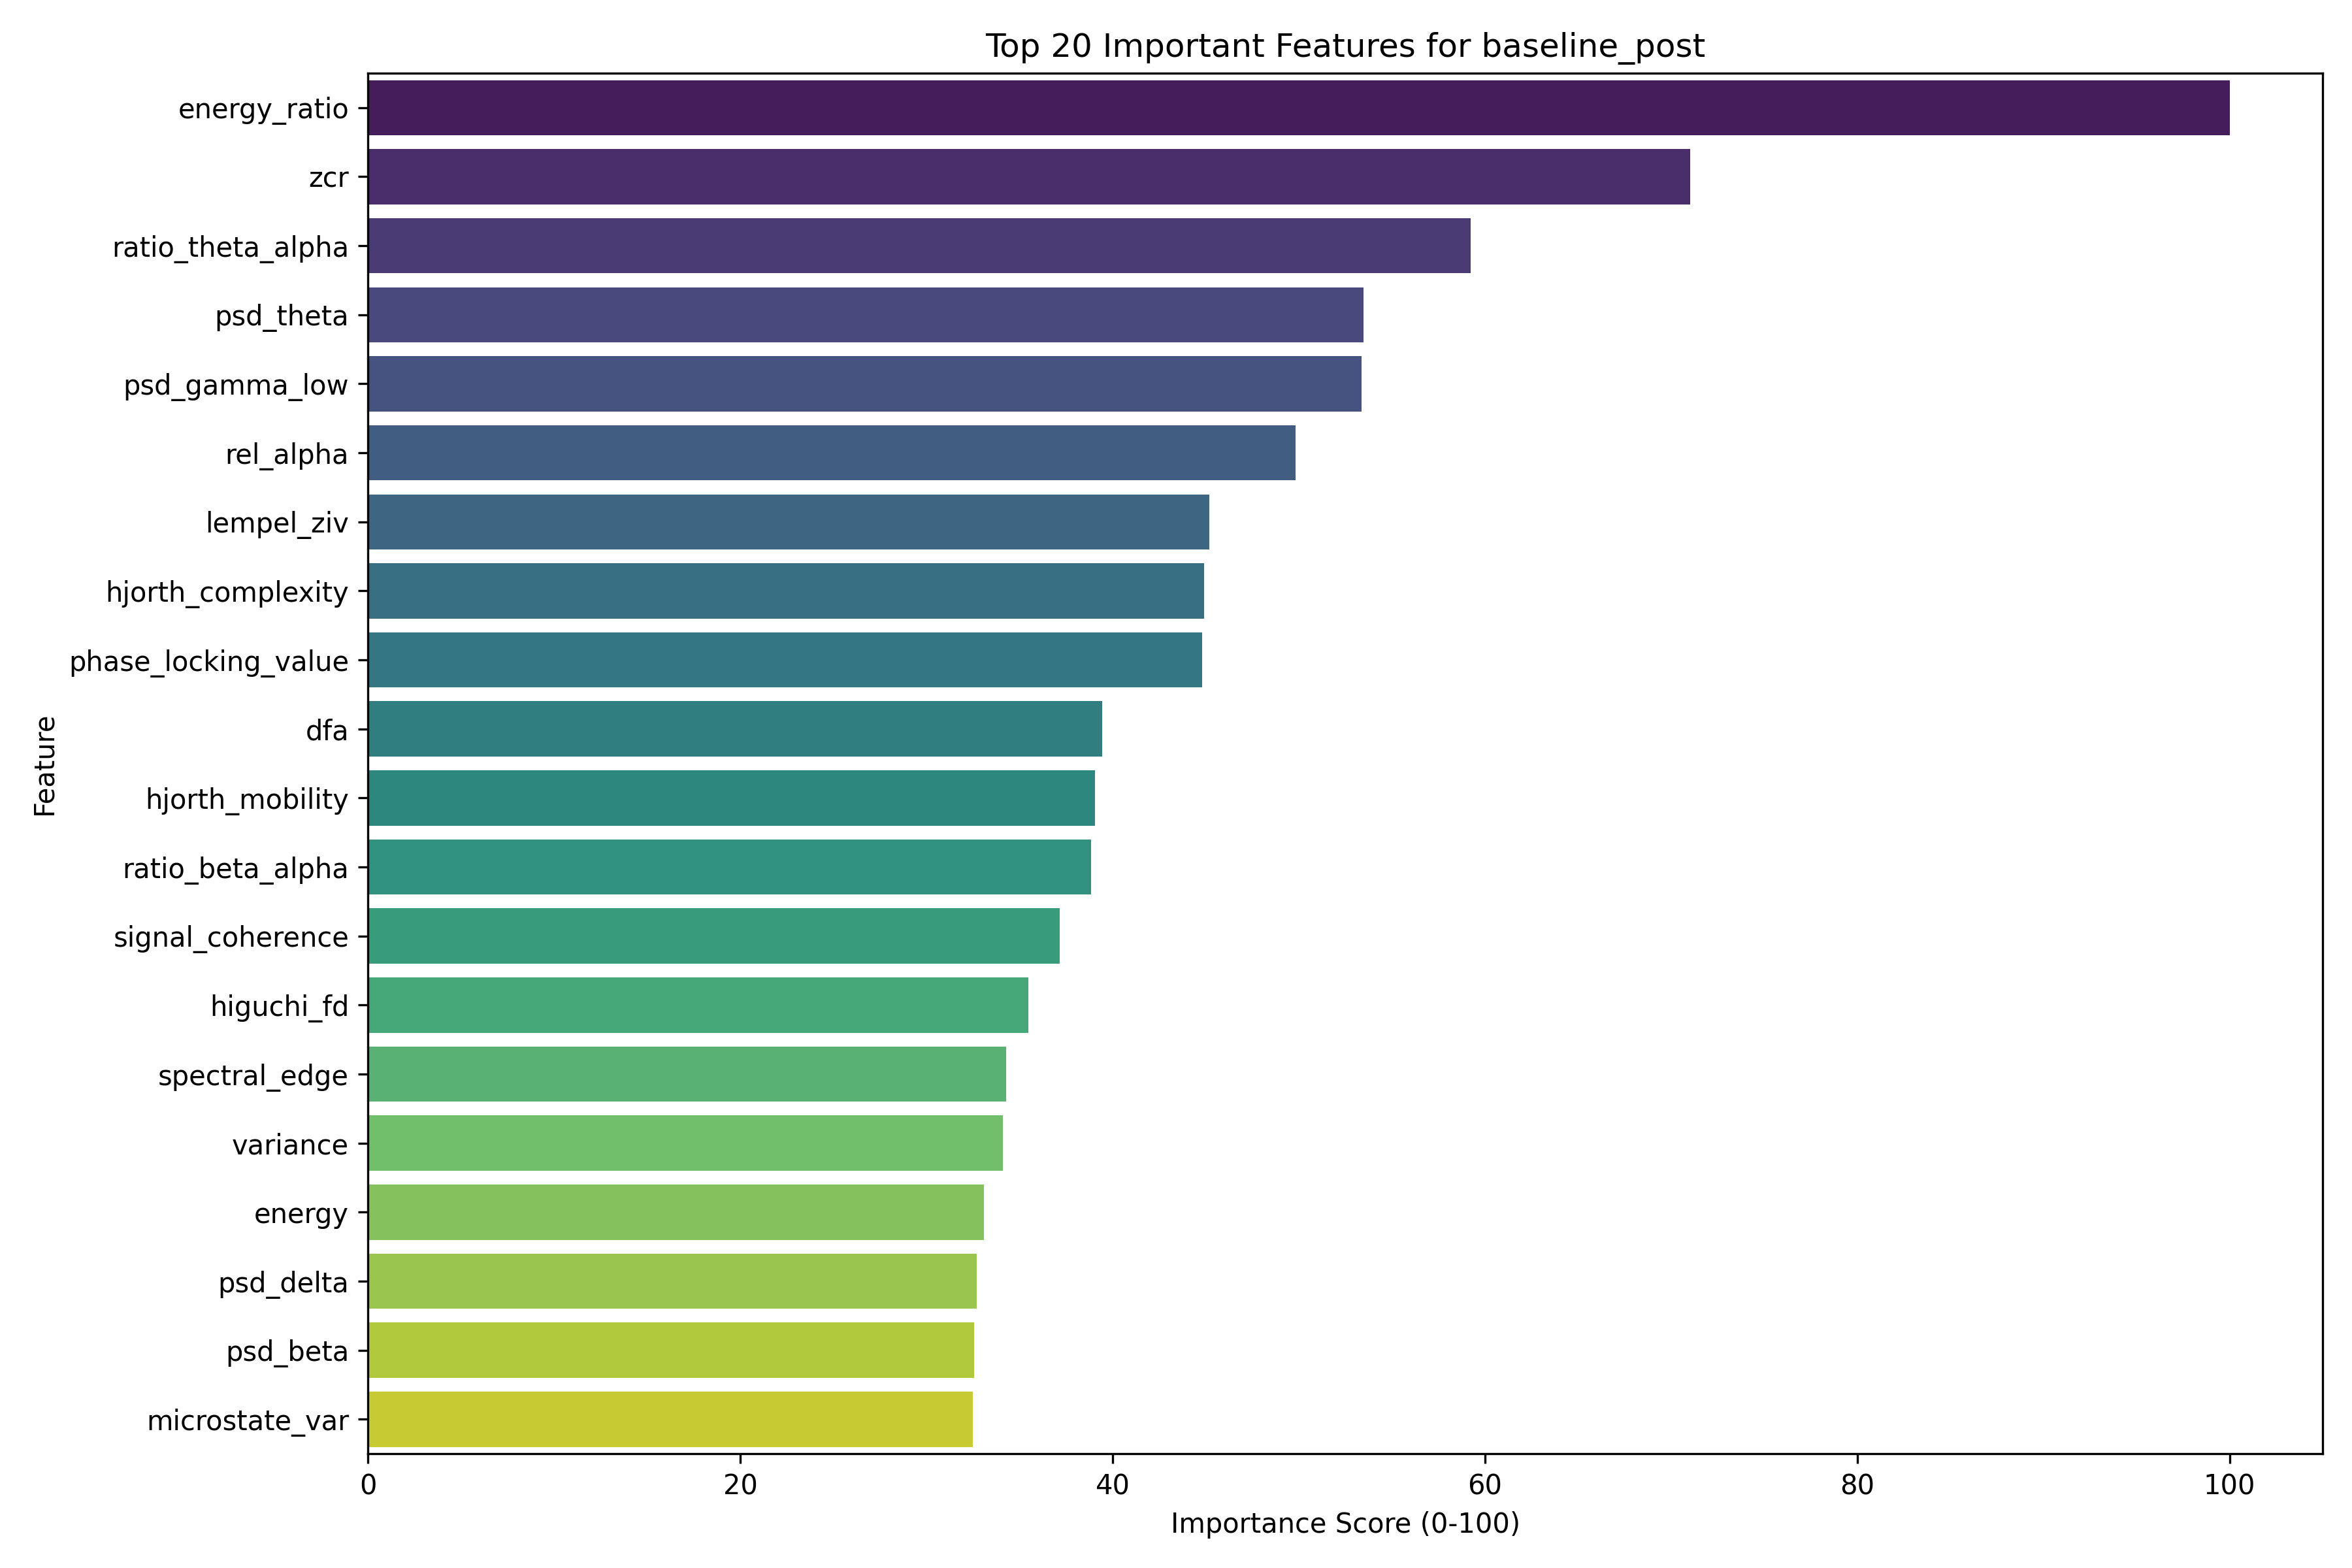 Top 20 Important Features for baseline_post
energy_ratio
zcr
ratio_theta_alpha
psd_theta
psd_gamma_low
rel_alpha
lempel_ziv
hjorth_complexity
phase_locking_value
dfa
hjorth_mobility
ratio_beta_alpha
signal_coherence
higuchi_fd
spectral_edge
variance
energy
psd_delta
psd_beta
microstate_var
Feature
0 20 40 60 80 100
Importance Score (0-100)